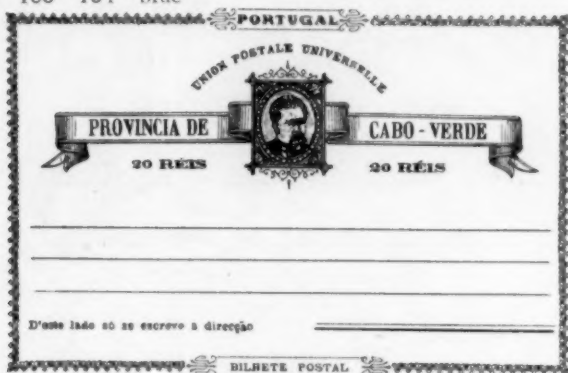 PORTUGAL
UNION POSTALE UNIVERSELLE
PROVINCIA DE CABO-VERDE
20 RÉIS 20 RÉIS
D'este lado só se escreve a direcção
BILHETE POSTAL